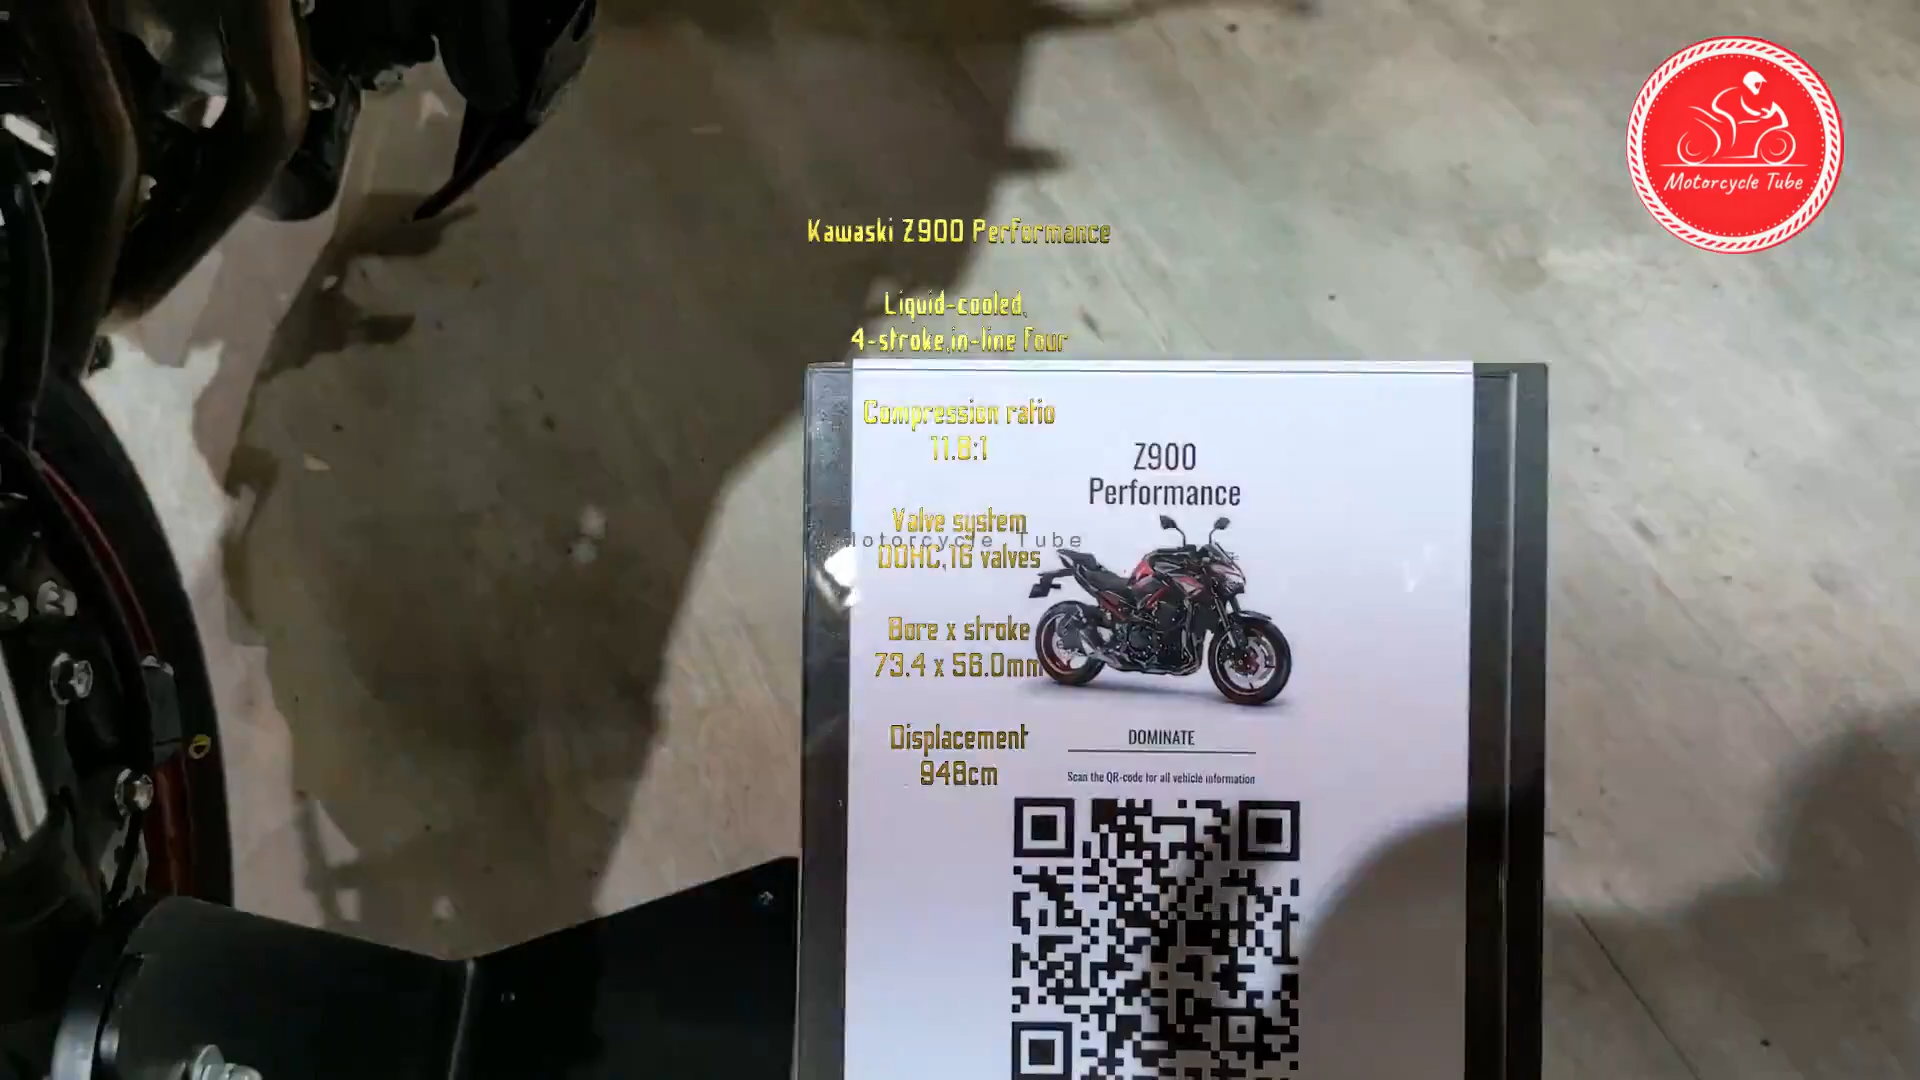 Motorcycle Tube
Kawaski Z900 Performance
Liquid-cooled,
4-stroke,in-line four
Compression ratio
11.8:1
Valve system
DOHC,16 valves
Bore x stroke
73.4 x 56.0mm
Displacement
948cm
Motorcycle Tube
Z900
Performance
DOMINATE
Scan the QR-code for all vehicle information